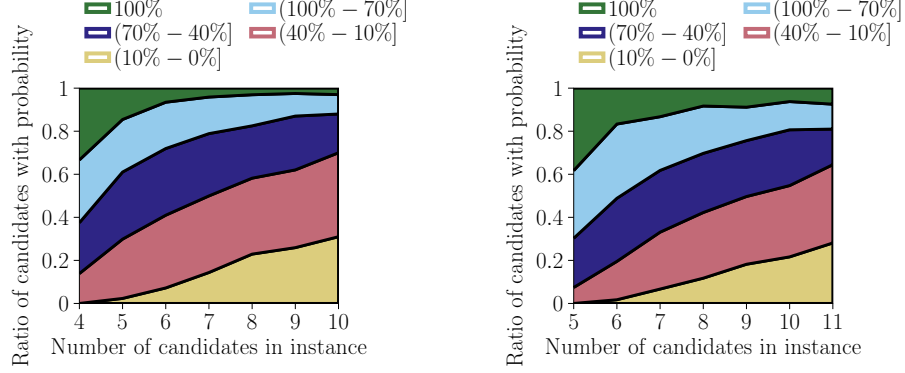 100% (100% − 70%]
(70% − 40%] (40% − 10%]
(10% − 0%]
Ratio of candidates with probability
1
0.8
0.6
0.4
0.2
0
4 5 6 7 8 9 10
Number of candidates in instance
100% (100% − 70%]
(70% − 40%] (40% − 10%]
(10% − 0%]
Ratio of candidates with probability
1
0.8
0.6
0.4
0.2
0
5 6 7 8 9 10 11
Number of candidates in instance